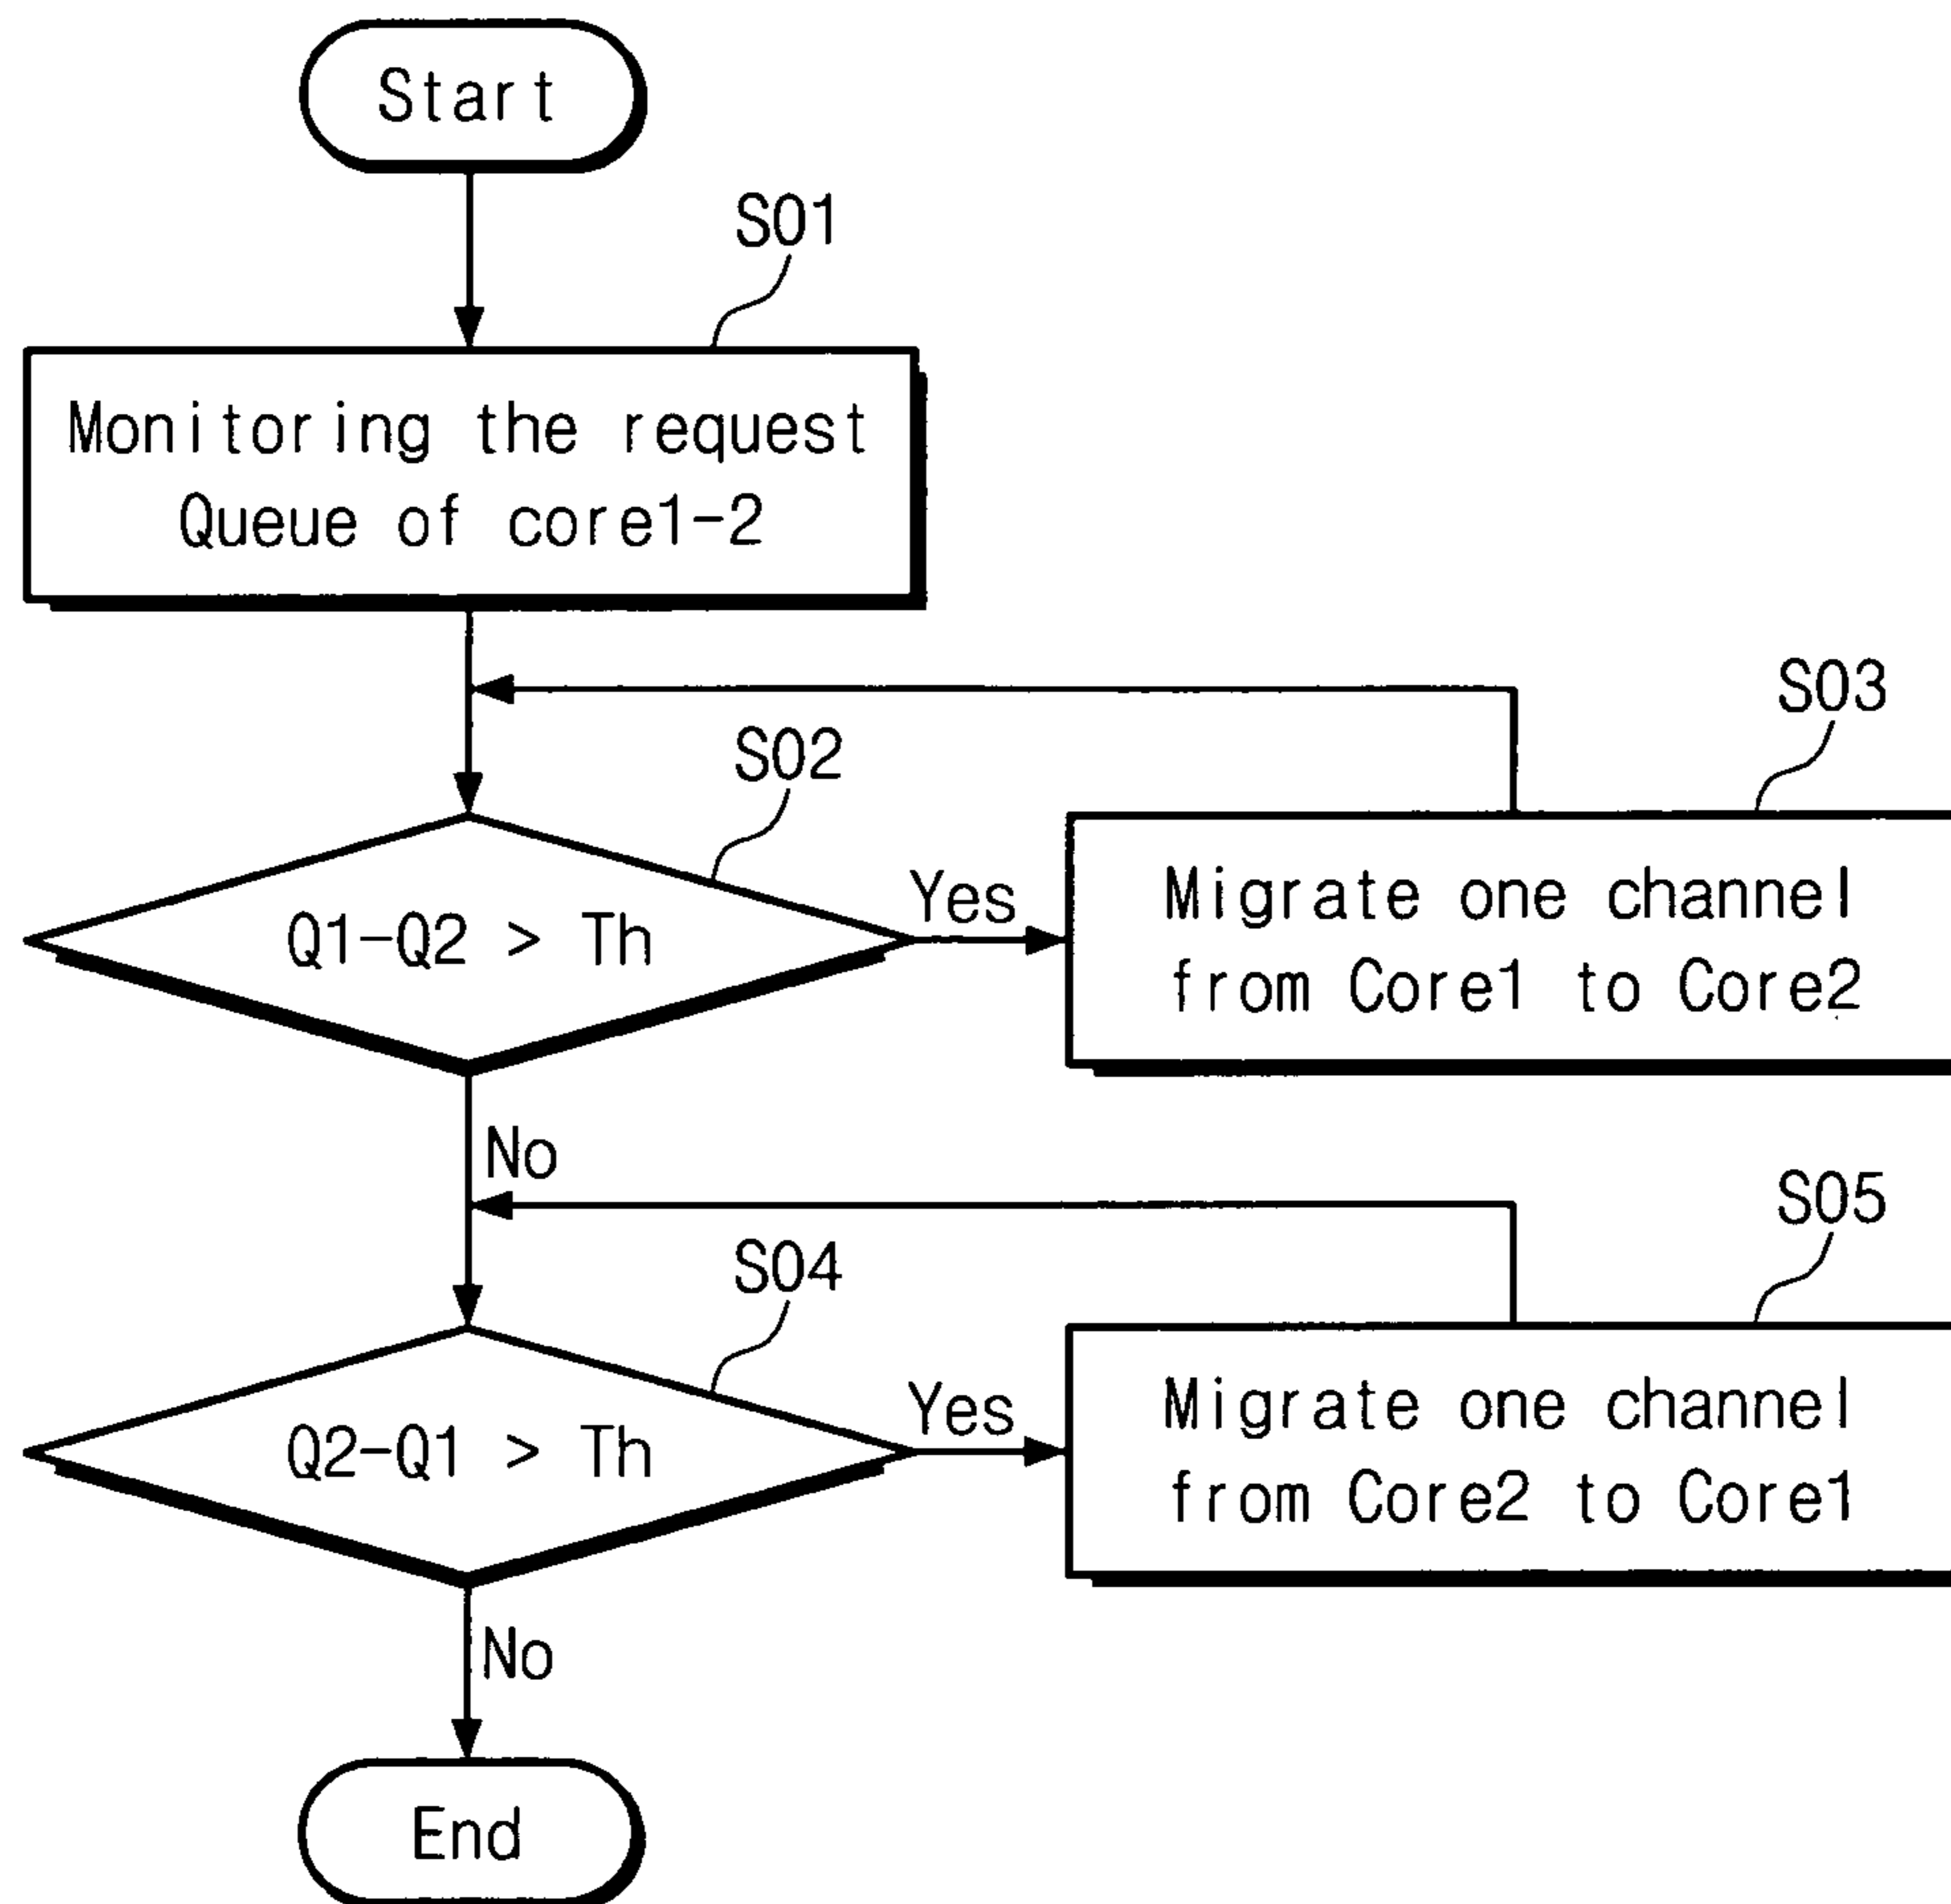 Start
S01
Monitoring the request
Queue of core1-2
S03
S02
Q1-Q2 > Th
Yes
Migrate one channel
from Core1 to Core2
No
S05
S04
Q2-Q1 > Th
Yes
Migrate one channel
from Core2 to Core1
No
End